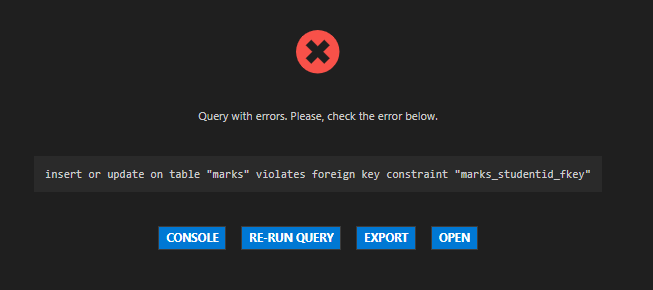 Query with errors. Please, check the error below.
insert or update on table "marks" violates foreign key constraint "marks_studentid_fkey"
CONSOLE RE-RUN QUERY EXPORT OPEN